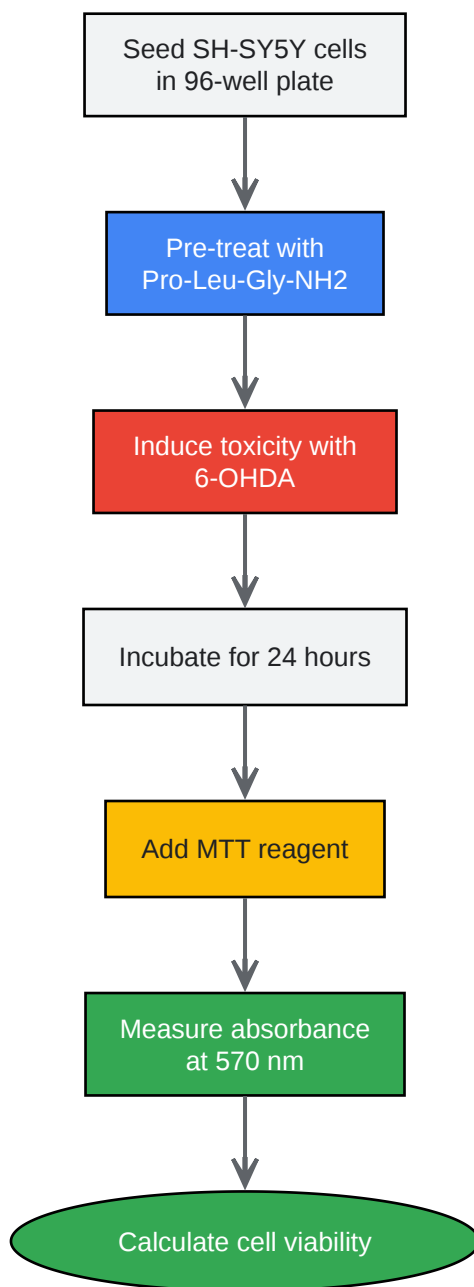 Seed SH-SY5Y cells
in 96-well plate
Pre-treat with
Pro-Leu-Gly-NH2
Induce toxicity with
6-OHDA
Incubate for 24 hours
Add MTT reagent
Measure absorbance
at 570 nm
Calculate cell viability